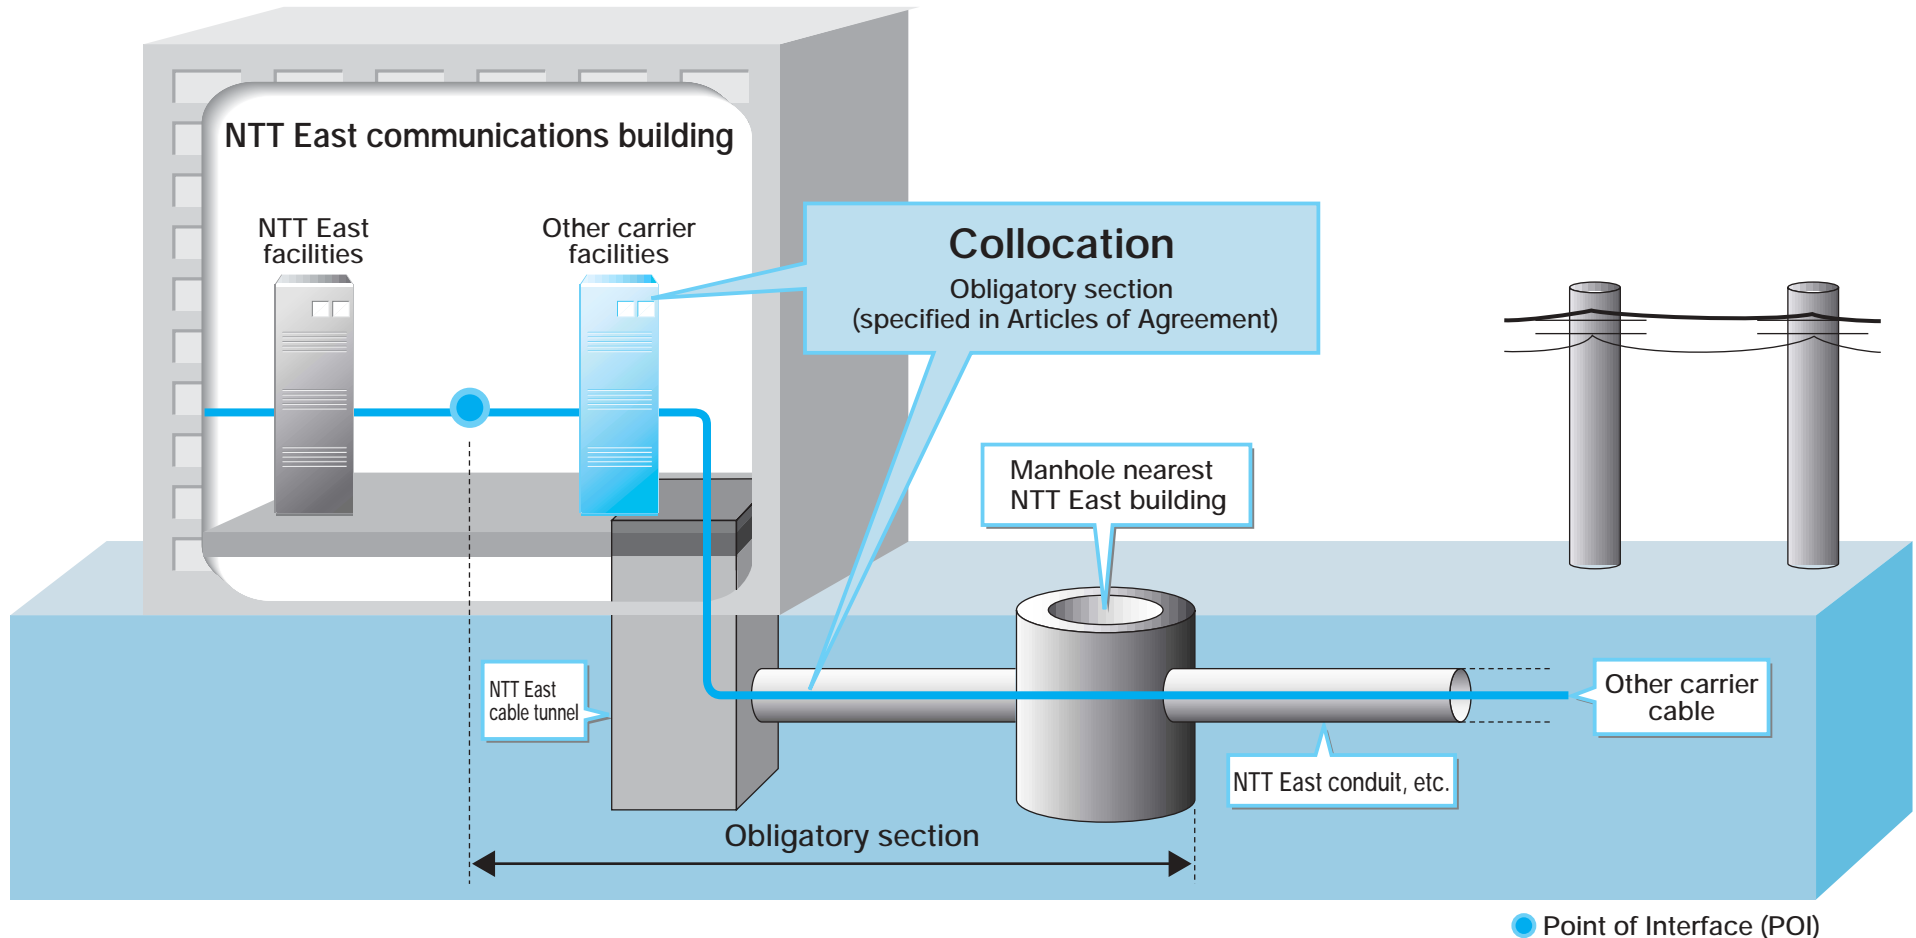 NTT East communications building
NTT East
facilities
Other carrier
facilities
Collocation
Obligatory section
(specified in Articles of Agreement)
Manhole nearest
NTT East building
NTT East
cable tunnel
Other carrier
cable
NTT East conduit, etc.
Obligatory section
Point of Interface (POI)